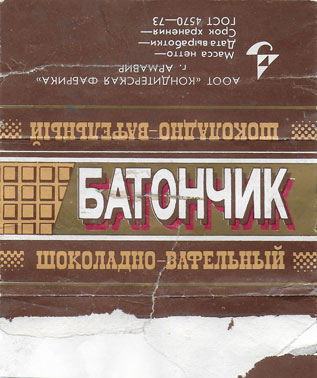 ГОСТ 4570—73
Срок хранения—
Дата выработки—
Масса нетто—
г. АРМАВИР
АООТ «КОНДИТЕРСКАЯ ФАБРИКА»
ШОКОЛАДНО-ВАФЕЛЬНЫЙ
БАТОНЧИК
ШОКОЛАДНО-ВАФЕЛЬНЫЙ